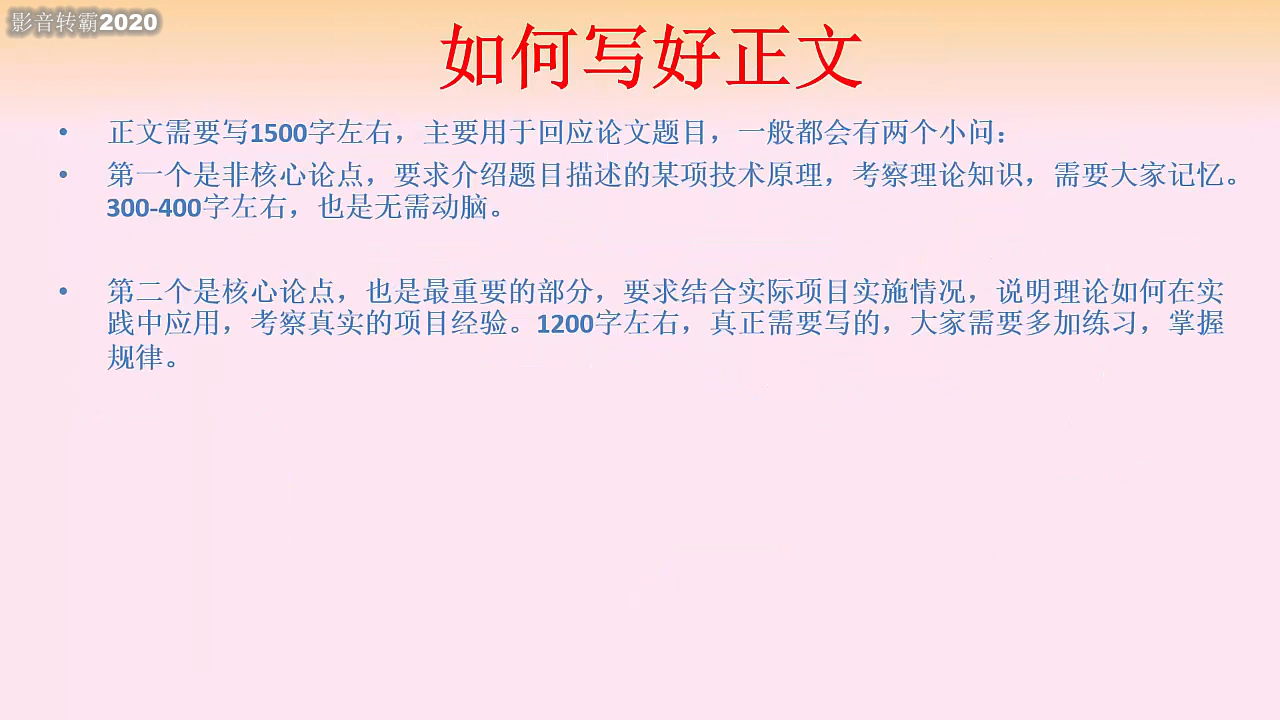 影音转霸2020
如何写好正文
• 正文需要写1500字左右，主要用于回应论文题目，一般都会有两个小问：
• 第一个是非核心论点，要求介绍题目描述的某项技术原理，考察理论知识，需要大家记忆。
300-400字左右，也是无需动脑。
• 第二个是核心论点，也是最重要的部分，要求结合实际项目实施情况，说明理论如何在实
践中应用，考察真实的项目经验。1200字左右，真正需要写的，大家需要多加练习，掌握
规律。